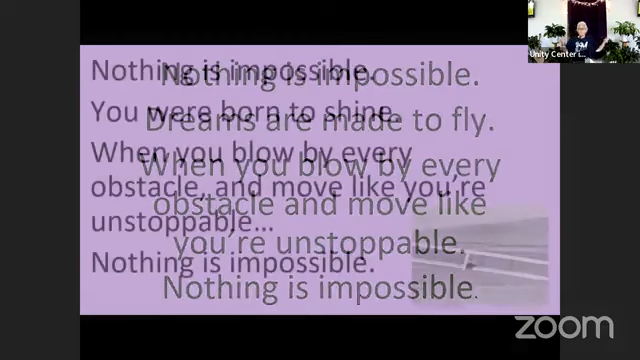 Nothing is impossible.
You were born to shine.
When you blow by every
obstacle, and move like you're
unstoppable...
Nothing is impossible.
Nothing is impossible.
Dreams are made to fly.
When you blow by every
obstacle and move like
you're unstoppable.
Nothing is impossible.
Unity Center i...
zoom